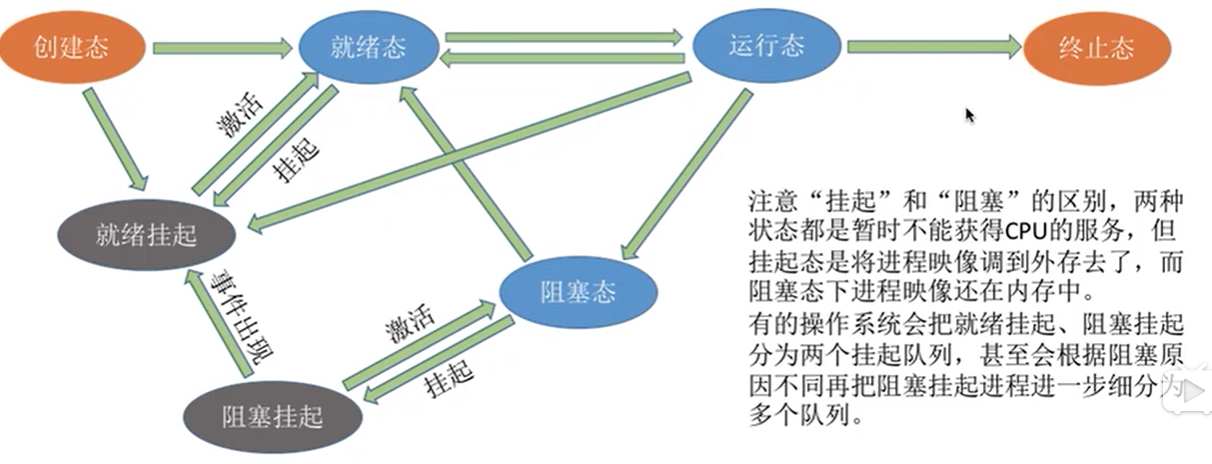 创建态
就绪态
运行态
终止态
激活
挂起
就绪挂起
事件出现
阻塞态
激活
挂起
阻塞挂起
注意“挂起”和“阻塞”的区别，两种
状态都是暂时不能获得CPU的服务，但
挂起态是将进程映像调到外存去了，而
阻塞态下进程映像还在内存中。
有的操作系统会把就绪挂起、阻塞挂起
分为两个挂起队列，甚至会根据阻塞原
因不同再把阻塞挂起进程进一步细分为
多个队列。